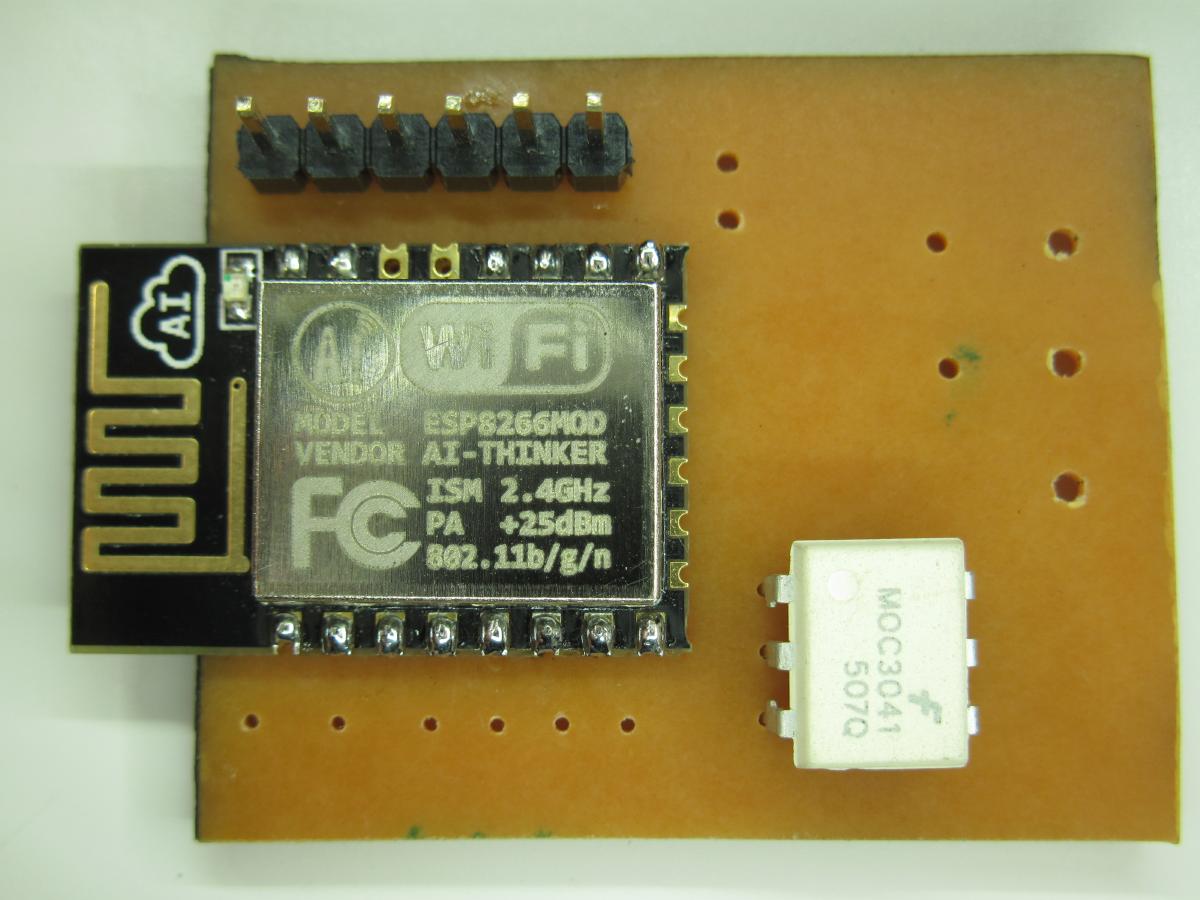 AI
Ai WiFi
MODEL ESP8266MOD
VENDOR AI-THINKER
FC ISM 2.4GHz
PA +25dBm
802.11b/g/n
MOC3041
507Q